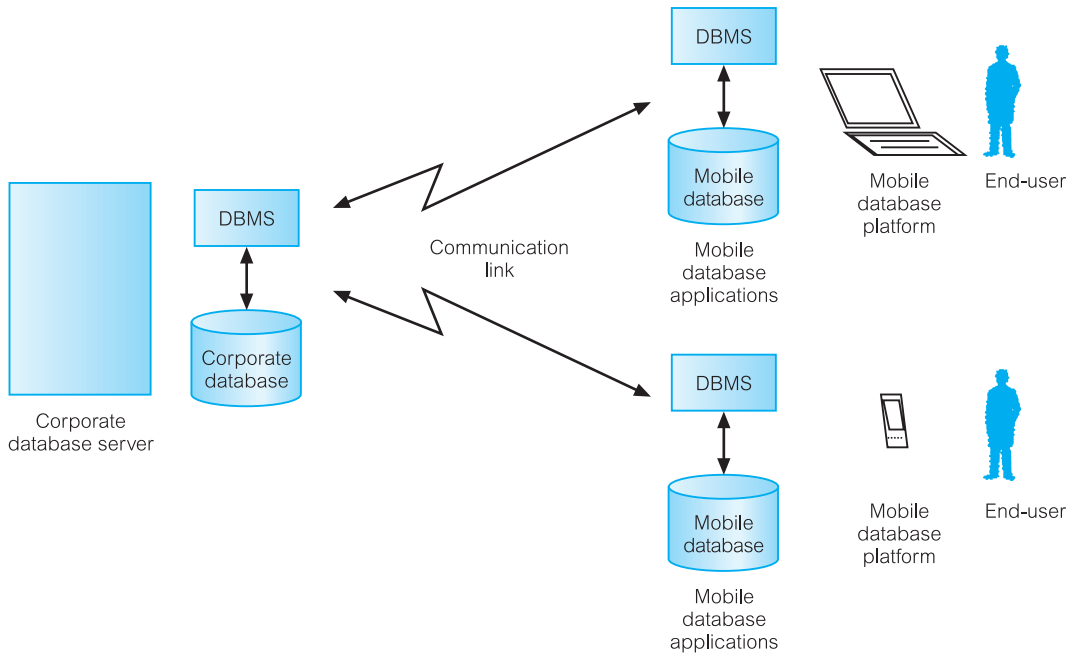 DBMS
Mobile
database
Mobile
database
applications
Mobile
database
platform
End-user
DBMS
Corporate
database
Corporate
database server
Communication
link
DBMS
Mobile
database
Mobile
database
applications
Mobile
database
platform
End-user